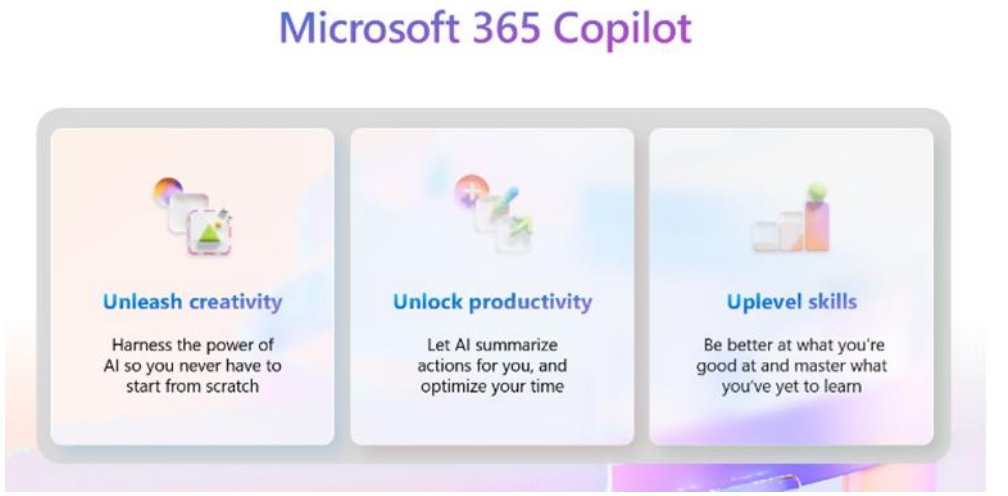 Microsoft 365 Copilot
Unleash creativity
Harness the power of
AI so you never have to
start from scratch
Unlock productivity
Let AI summarize
actions for you, and
optimize your time
Uplevel skills
Be better at what you're
good at and master what
you've yet to learn